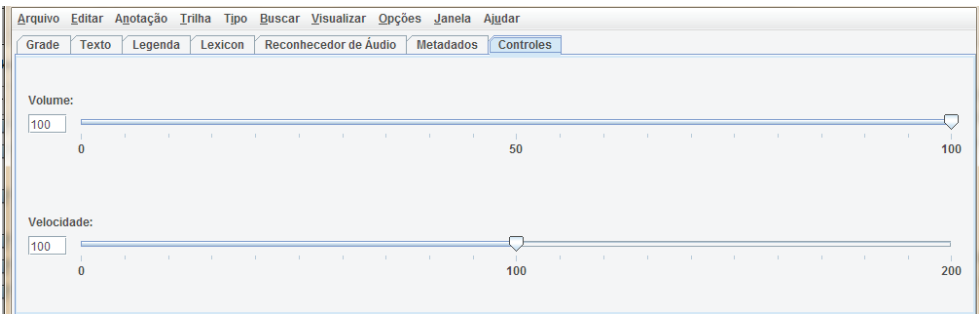 Arquivo Editar Anotação Trilha Tipo Buscar Visualizar Opções Janela Ajudar
Grade Texto Legenda Lexicon Reconhecedor de Áudio Metadados Controles
Volume:
100
0 50 100
Velocidade:
100
0 100 200